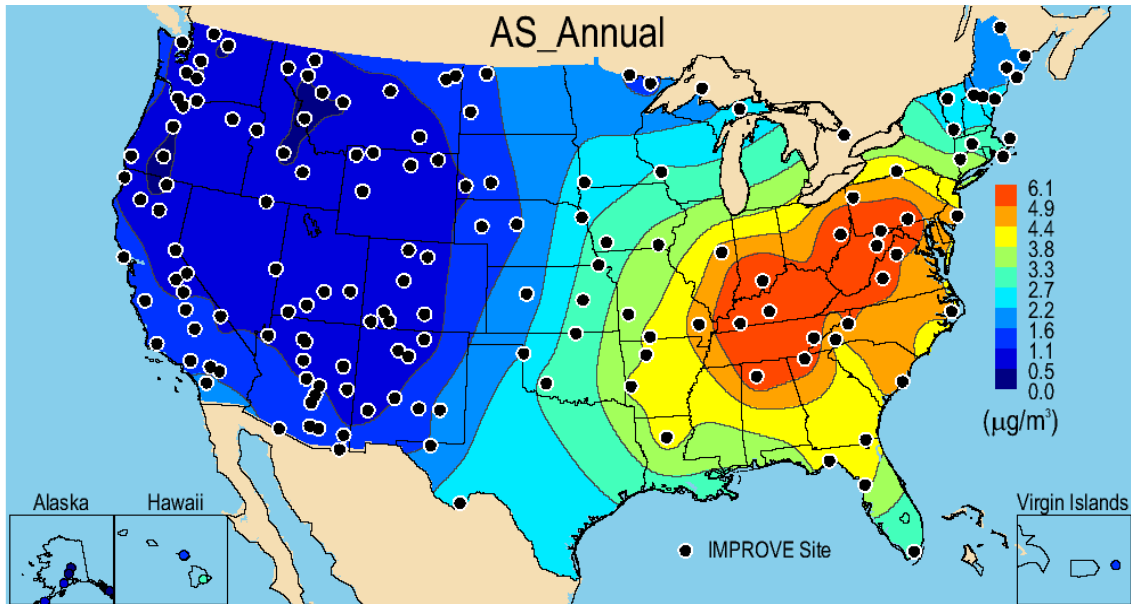 AS_Annual
6.1
4.9
4.4
3.8
3.3
2.7
2.2
1.6
1.1
0.5
0.0
(μg/m³)
Alaska
Hawaii
Virgin Islands
IMPROVE Site